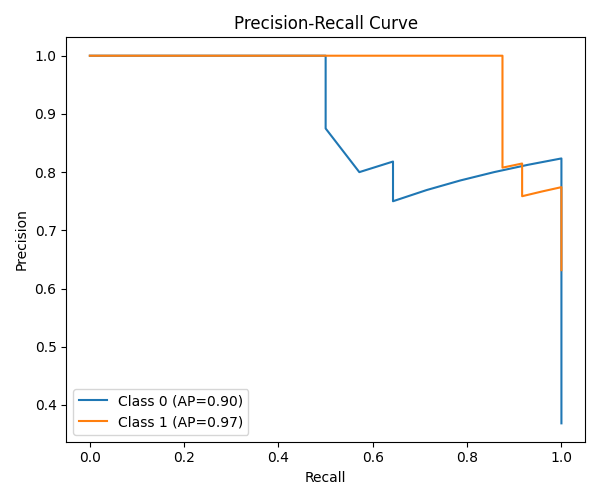 Precision-Recall Curve
1.0
0.9
0.8
0.7
0.6
0.5
0.4
Precision
Class 0 (AP=0.90)
Class 1 (AP=0.97)
0.0 0.2 0.4 0.6 0.8 1.0
Recall